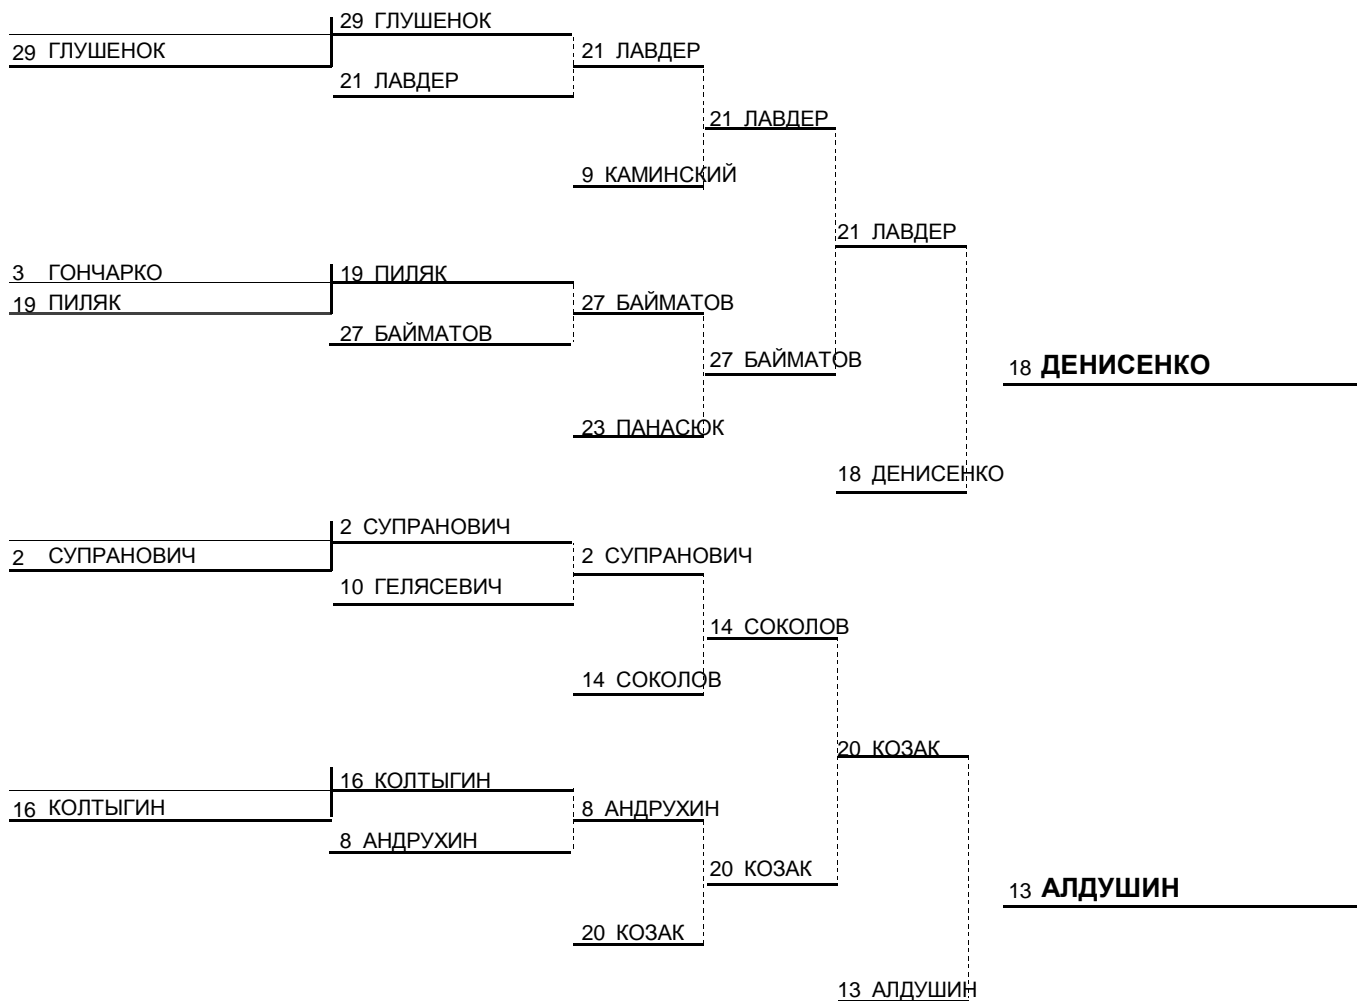 29 ГЛУШЕНОК
29 ГЛУШЕНОК
21 ЛАВДЕР
21 ЛАВДЕР
21 ЛАВДЕР
9 КАМИНСКИЙ
21 ЛАВДЕР
3 ГОНЧАРКО
19 ПИЛЯК
19 ПИЛЯК
27 БАЙМАТОВ
27 БАЙМАТОВ
27 БАЙМАТОВ
18 ДЕНИСЕНКО
23 ПАНАСЮК
18 ДЕНИСЕНКО
2 СУПРАНОВИЧ
2 СУПРАНОВИЧ
2 СУПРАНОВИЧ
10 ГЕЛЯСЕВИЧ
14 СОКОЛОВ
14 СОКОЛОВ
20 КОЗАК
16 КОЛТЫГИН
16 КОЛТЫГИН
8 АНДРУХИН
8 АНДРУХИН
20 КОЗАК
13 АЛДУШИН
20 КОЗАК
13 АЛДУШИН